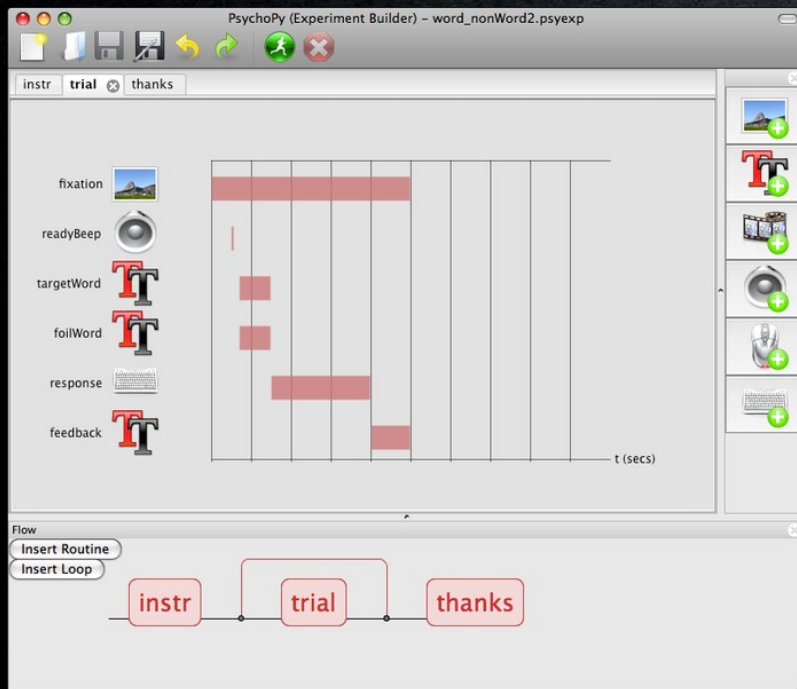 PsychoPy (Experiment Builder) – word_nonWord2.psyexp
instr trial thanks
fixation
readyBeep
targetWord
foilWord
response
feedback
t (secs)
Flow
Insert Routine
Insert Loop
instr trial thanks